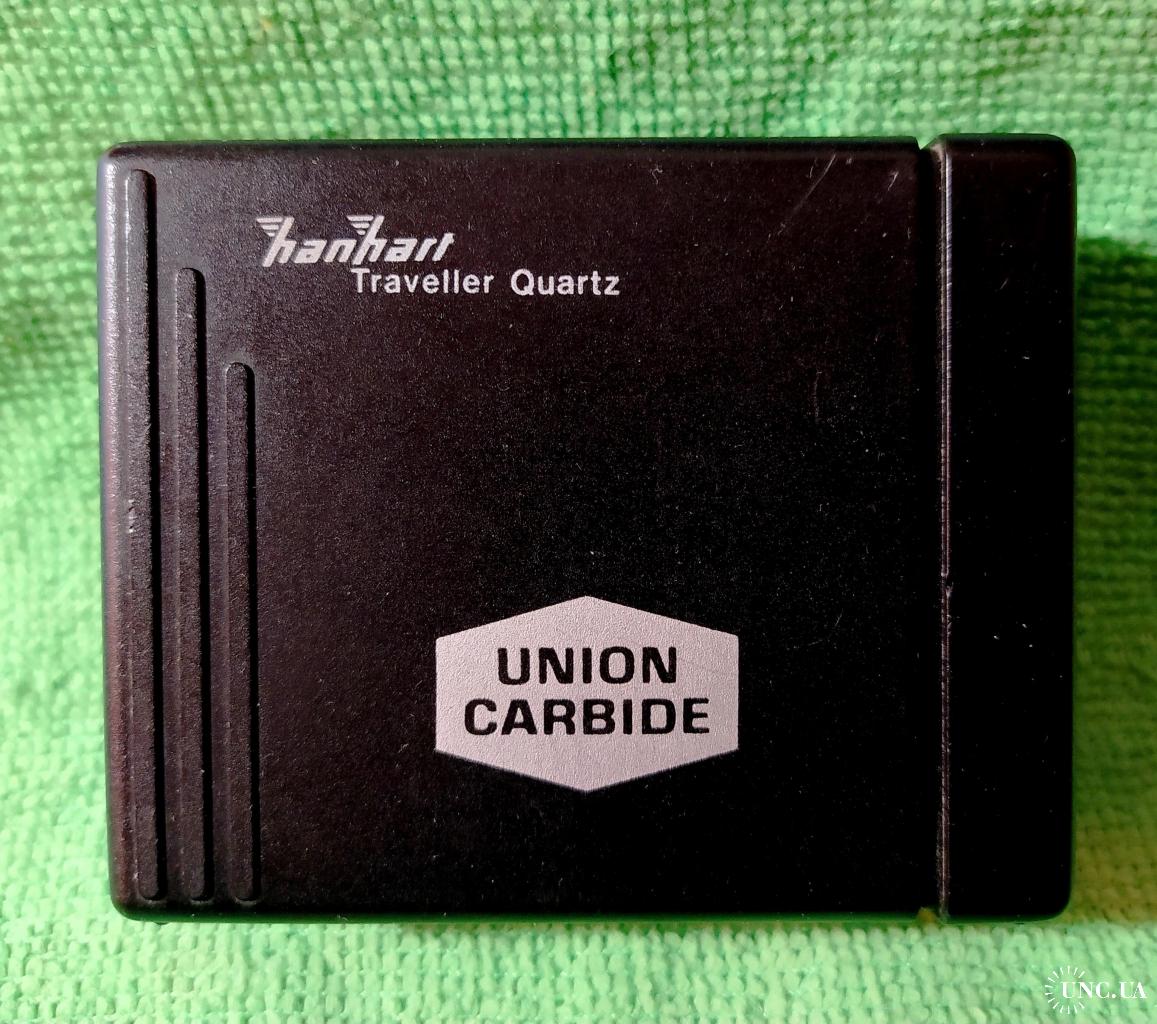 hanhart
Traveller Quartz
UNION
CARBIDE
UNC.UA